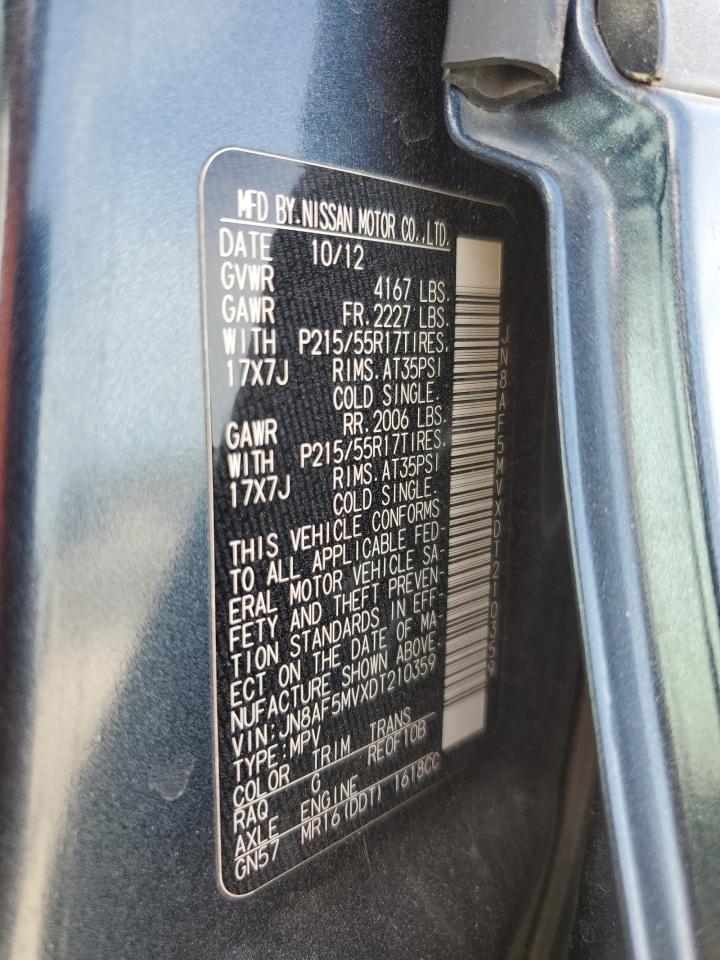 MFD BY.NISSAN MOTOR CO.,LTD.
DATE 10/12
GVWR 4167 LBS.
GAWR FR.2227 LBS.
WITH P215/55R17TIRES.
17X7J RIMS.AT35PSI
COLD SINGLE.
GAWR RR.2006 LBS.
WITH P215/55R17TIRES.
17X7J RIMS.AT35PSI
COLD SINGLE.
THIS VEHICLE CONFORMS
TO ALL APPLICABLE FED-
ERAL MOTOR VEHICLE SA-
FETY AND THEFT PREVEN-
TION STANDARDS IN EFF-
ECT ON THE DATE OF MA-
NUFACTURE SHOWN ABOVE.
VIN:JN8AF5MVXDT210359
TYPE:MPV
COLOR TRIM TRANS
RAQ G RE0F10B
AXLE ENGINE
GN57 MR16(DDT) 1618CC
JN8AF5MVXDT210359